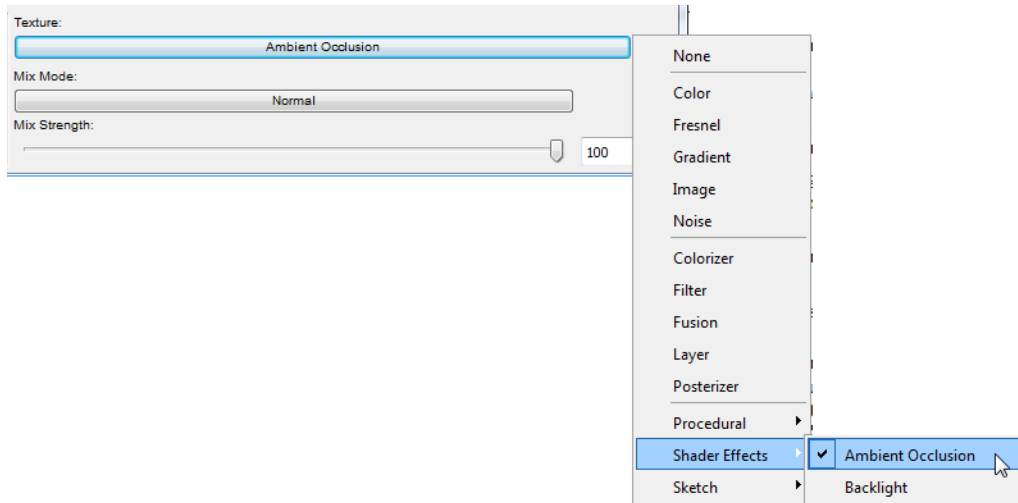 Texture:
Ambient Occlusion
Mix Mode:
Normal
Mix Strength:
100
None
Color
Fresnel
Gradient
Image
Noise
Colorizer
Filter
Fusion
Layer
Posterizer
Procedural
Shader Effects
Ambient Occlusion
Sketch
Backlight